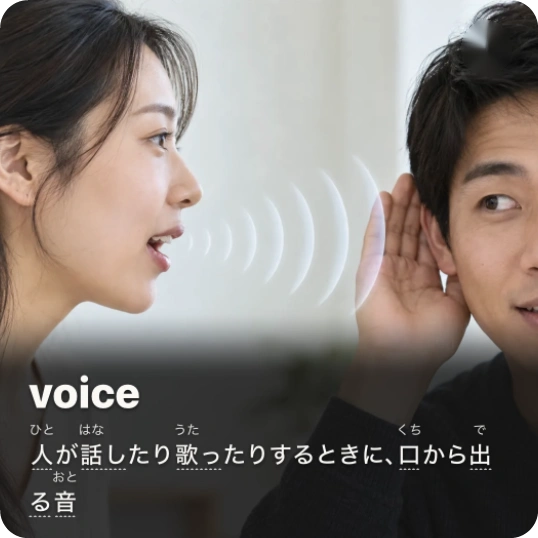 voice
ひと はな うた くち で
人が話したり歌ったりするときに、口から出
おと
る音